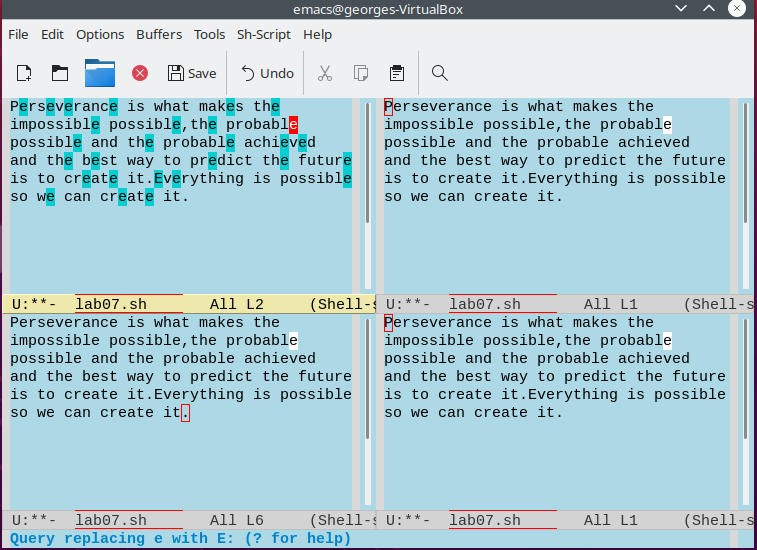 emacs@georges-VirtualBox
File Edit Options Buffers Tools Sh-Script Help
Save Undo
Perseverance is what makes the
impossible possible,the probable
possible and the probable achieved
and the best way to predict the future
is to create it.Everything is possible
so we can create it.
U:**- lab07.sh All L2 (Shell-s
Perseverance is what makes the
impossible possible,the probable
possible and the probable achieved
and the best way to predict the future
is to create it.Everything is possible
so we can create it.
U:**- lab07.sh All L1 (Shell-s
Perseverance is what makes the
impossible possible,the probable
possible and the probable achieved
and the best way to predict the future
is to create it.Everything is possible
so we can create it.
U:**- lab07.sh All L6 (Shell-s
Perseverance is what makes the
impossible possible,the probable
possible and the probable achieved
and the best way to predict the future
is to create it.Everything is possible
so we can create it.
U:**- lab07.sh All L1 (Shell-s
Query replacing e with E: (? for help)